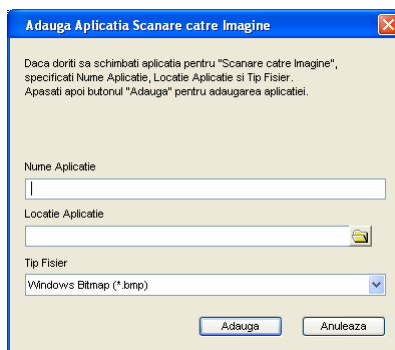 Adauga Aplicatia Scanare catre Imagine
Daca doriti sa schimbati aplicatia pentru "Scanare catre Imagine",
specificati Nume Aplicatie, Locatie Aplicatie si Tip Fisier.
Apasati apoi butonul "Adauga" pentru adaugarea aplicatiei.
Nume Aplicatie
Locatie Aplicatie
Tip Fisier
Windows Bitmap (*.bmp)
Adauga Anuleaza